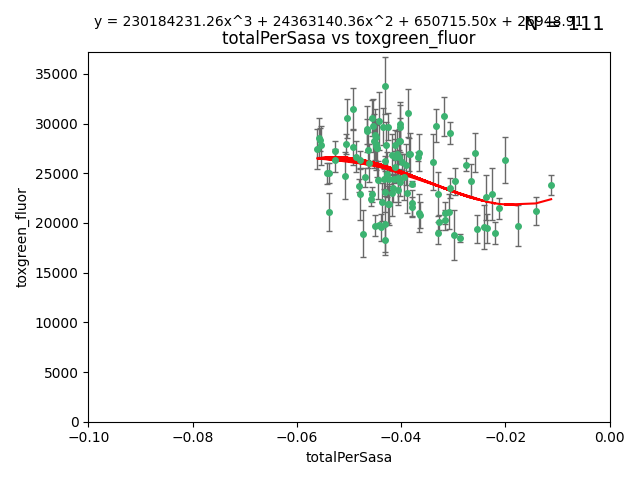 y = 230184231.26x^3 + 24363140.36x^2 + 650715.50x + 26948.91
N = 111
totalPerSasa vs toxgreen_fluor
35000
30000
25000
20000
15000
10000
5000
0
toxgreen_fluor
−0.10
−0.08
−0.06
−0.04
−0.02
0.00
totalPerSasa